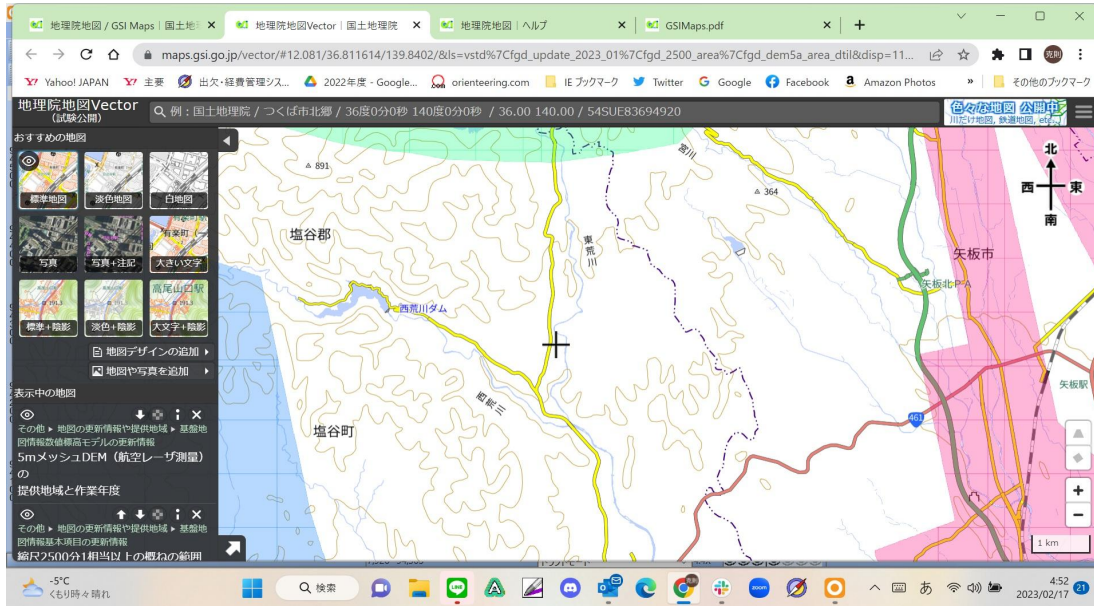 地理院地図 / GSI Maps | 国土地理
地理院地図Vector | 国土地理院
地理院地図 | ヘルプ
GSIMaps.pdf
maps.gsi.go.jp/vector/#12.081/36.811614/139.8402/&ls=vstd%7Cfgd_update_2023_01%7Cfgd_2500_area%7Cfgd_dem5a_area_dtil&disp=11...
Yahoo! JAPAN
主要
出欠・経費管理シス...
2022年度 - Google...
orienteering.com
IE ブックマーク
Twitter
Google
Facebook
Amazon Photos
»
その他のブックマーク
地理院地図Vector
(試験公開)
例：国土地理院 / つくば市北郷 / 36度0分0秒 140度0分0秒 / 36.00 140.00 / 54SUE83694920
色々な地図 公開中
川だけ地図, 鉄道地図, etc.
おすすめの地図
標準地図
淡色地図
白地図
写真
写真+注記
大きい文字
有楽町
標準+陰影
淡色+陰影
大文字+陰影
高尾山口駅
地図デザインの追加
地図や写真を追加
表示中の地図
その他 ▸ 地図の更新情報や提供地域 ▸ 基盤地
図情報数値標高モデルの更新情報
5mメッシュDEM（航空レーザ測量）
の
提供地域と作業年度
その他 ▸ 地図の更新情報や提供地域 ▸ 基盤地
図情報基本項目の更新情報
縮尺2500分1相当以上の概ねの範囲
891
塩谷郡
東荒川
宮川
364
西荒川ダム
西荒川
塩谷町
矢板市
矢板北PA
矢板駅
461
北
西
東
南
1 km
-5°C
くもり時々晴れ
検索
あ
4:52
2023/02/17
21